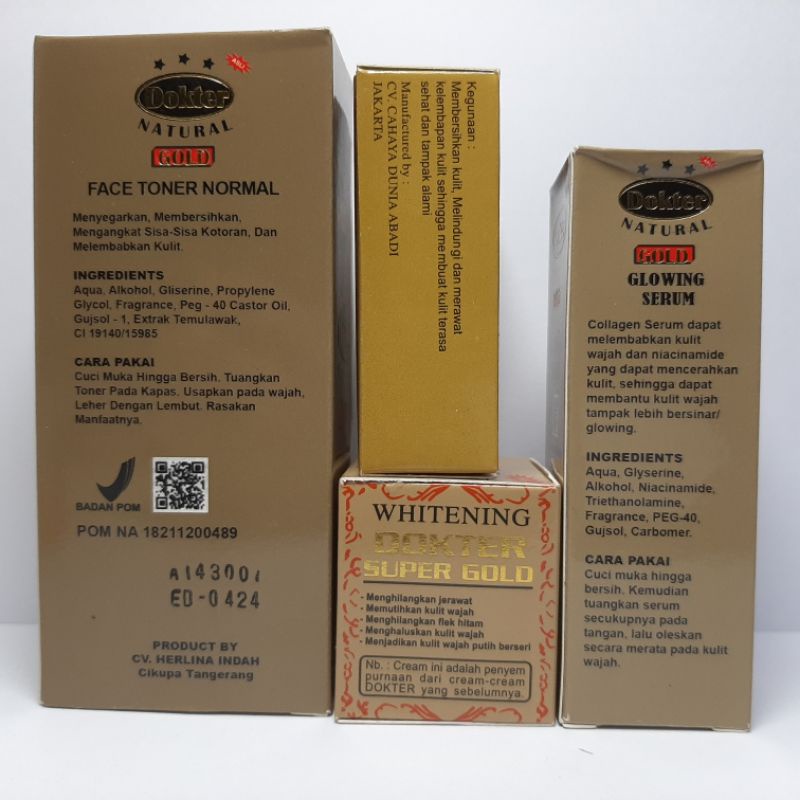 ASLI
Dokter
NATURAL
GOLD
FACE TONER NORMAL
Menyegarkan, Membersihkan,
Mengangkat Sisa-Sisa Kotoran, Dan
Melembabkan Kulit.
INGREDIENTS
Aqua, Alkohol, Gliserine, Propylene
Glycol, Fragrance, Peg - 40 Castor Oil,
Gujsol - 1, Extrak Temulawak,
CI 19140/15985
CARA PAKAI
Cuci Muka Hingga Bersih. Tuangkan
Toner Pada Kapas. Usapkan pada wajah,
Leher Dengan Lembut. Rasakan
Manfaatnya.
BADAN POM
POM NA 18211200489
A143001
ED-0424
PRODUCT BY
CV. HERLINA INDAH
Cikupa Tangerang
Kegunaan :
Membersihkan kulit, Melindungi dan merawat
kelembapan kulit sehingga membuat kulit terasa
sehat dan tampak alami
Manufactured by :
CV. CAHAYA DUNIA ABADI
JAKARTA
WHITENING
DOKTER
SUPER GOLD
- Menghilangkan jerawat
- Memutihkan kulit wajah
- Menghilangkan flek hitam
- Menghaluskan kulit wajah
- Menjadikan kulit wajah putih berseri
Nb. : Cream ini adalah penyem
purnaan dari cream-cream
DOKTER yang sebelumnya.
Dokter
NATURAL
GOLD
GLOWING
SERUM
Collagen Serum dapat
melembabkan kulit
wajah dan niacinamide
yang dapat mencerahkan
kulit, sehingga dapat
membantu kulit wajah
tampak lebih bersinar/
glowing.
INGREDIENTS
Aqua, Glyserine,
Alkohol, Niacinamide,
Triethanolamine,
Fragrance, PEG-40,
Gujsol, Carbomer.
CARA PAKAI
Cuci muka hingga
bersih. Kemudian
tuangkan serum
secukupnya pada
tangan, lalu oleskan
secara merata pada kulit
wajah.